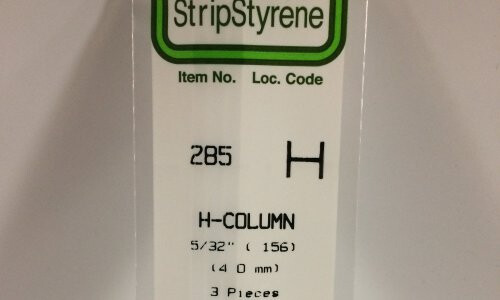 StripStyrene
Item No. Loc. Code
285 H
H-COLUMN
5/32" ( 156)
(4 0 mm)
3 Pieces